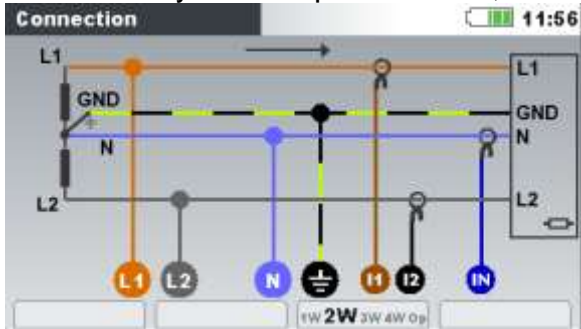 Connection 11:56
L1
L1
GND
GND
N
N
L2
L2
L1 L2 N I1 I2 IN
1W 2W 3W 4W Op